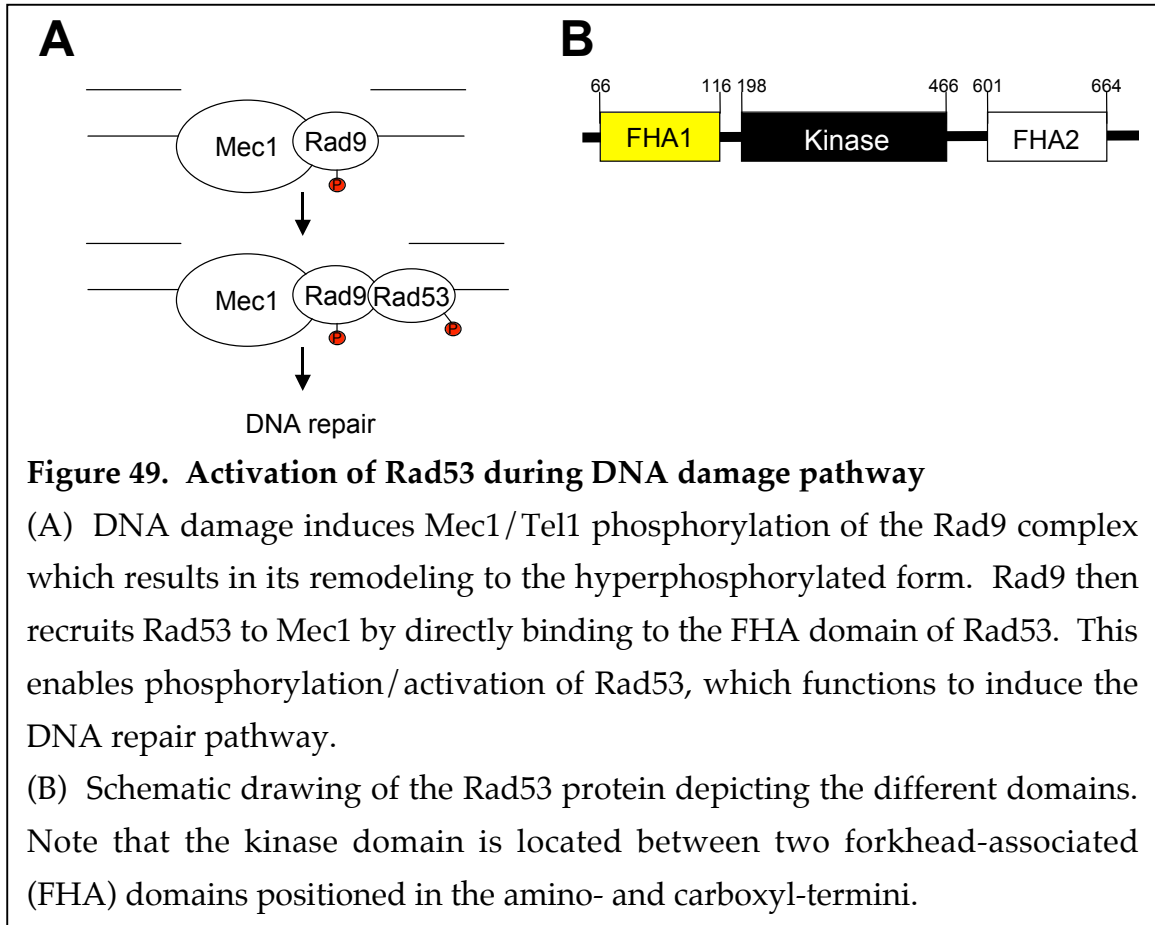 A
Mec1
Rad9
P
Mec1
Rad9
Rad53
P
P
DNA repair
B
66 116 198 466 601 664
FHA1 Kinase FHA2
Figure 49. Activation of Rad53 during DNA damage pathway
(A) DNA damage induces Mec1/Tel1 phosphorylation of the Rad9 complex
which results in its remodeling to the hyperphosphorylated form. Rad9 then
recruits Rad53 to Mec1 by directly binding to the FHA domain of Rad53. This
enables phosphorylation/activation of Rad53, which functions to induce the
DNA repair pathway.
(B) Schematic drawing of the Rad53 protein depicting the different domains.
Note that the kinase domain is located between two forkhead-associated
(FHA) domains positioned in the amino- and carboxyl-termini.